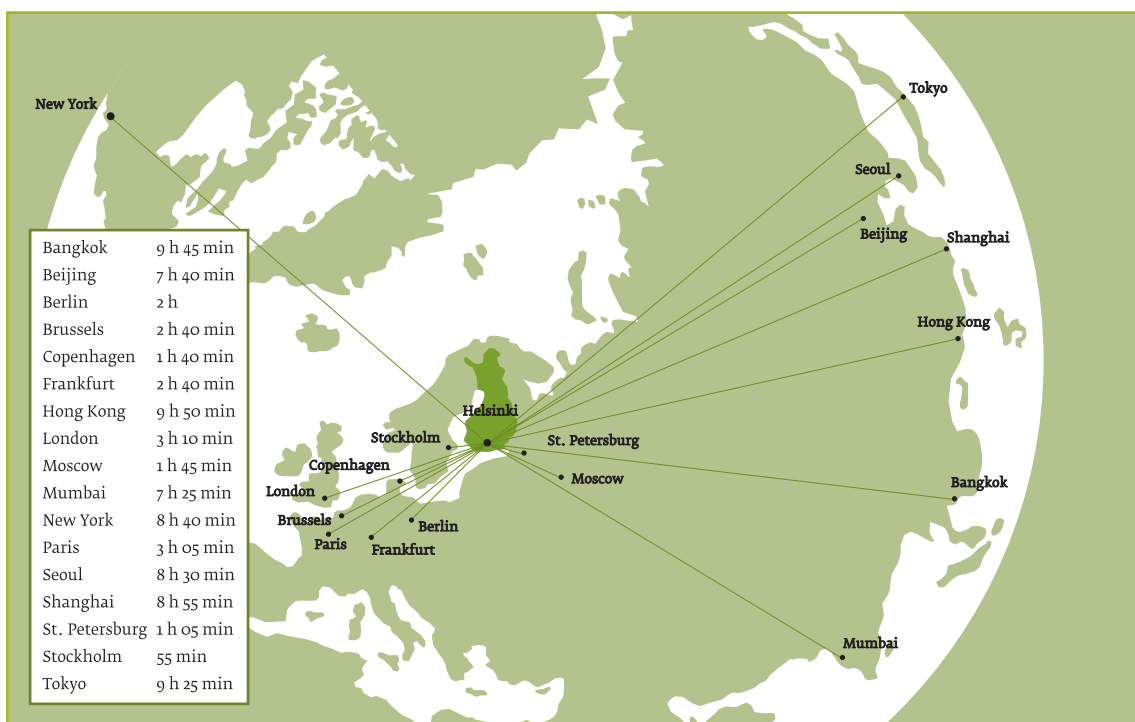 New York
Tokyo
Seoul
Beijing
Shanghai
Hong Kong
Bangkok
Mumbai
Helsinki
Stockholm
St. Petersburg
Copenhagen
Moscow
London
Brussels
Berlin
Paris
Frankfurt
Bangkok 9 h 45 min
Beijing 7 h 40 min
Berlin 2 h
Brussels 2 h 40 min
Copenhagen 1 h 40 min
Frankfurt 2 h 40 min
Hong Kong 9 h 50 min
London 3 h 10 min
Moscow 1 h 45 min
Mumbai 7 h 25 min
New York 8 h 40 min
Paris 3 h 05 min
Seoul 8 h 30 min
Shanghai 8 h 55 min
St. Petersburg 1 h 05 min
Stockholm 55 min
Tokyo 9 h 25 min